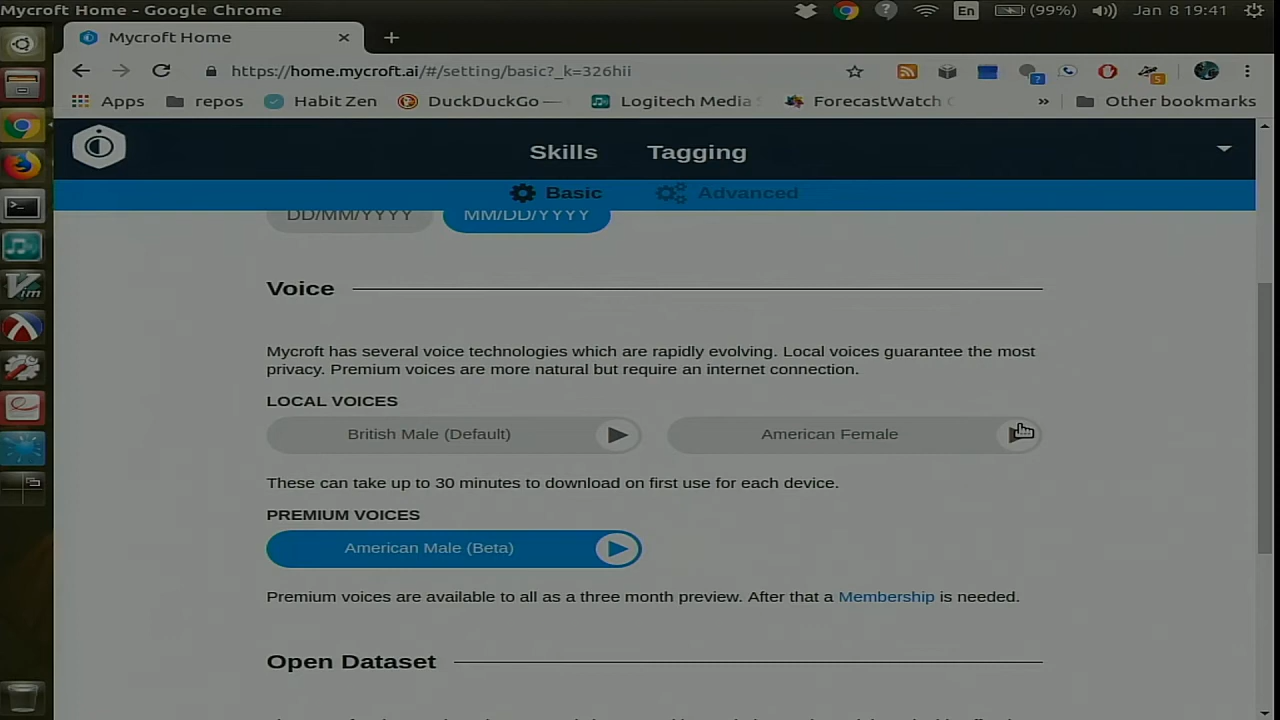 Mycroft Home - Google Chrome
En
(99%)
Jan 8 19:41
Mycroft Home
https://home.mycroft.ai/#/setting/basic?_k=326hii
?
5
Apps
repos
Habit Zen
DuckDuckGo —
Logitech Media
ForecastWatch
»
Other bookmarks
Skills
Tagging
Basic
Advanced
DD/MM/YYYY
MM/DD/YYYY
Voice
Mycroft has several voice technologies which are rapidly evolving. Local voices guarantee the most
privacy. Premium voices are more natural but require an internet connection.
LOCAL VOICES
British Male (Default)
American Female
These can take up to 30 minutes to download on first use for each device.
PREMIUM VOICES
American Male (Beta)
Premium voices are available to all as a three month preview. After that a Membership is needed.
Open Dataset